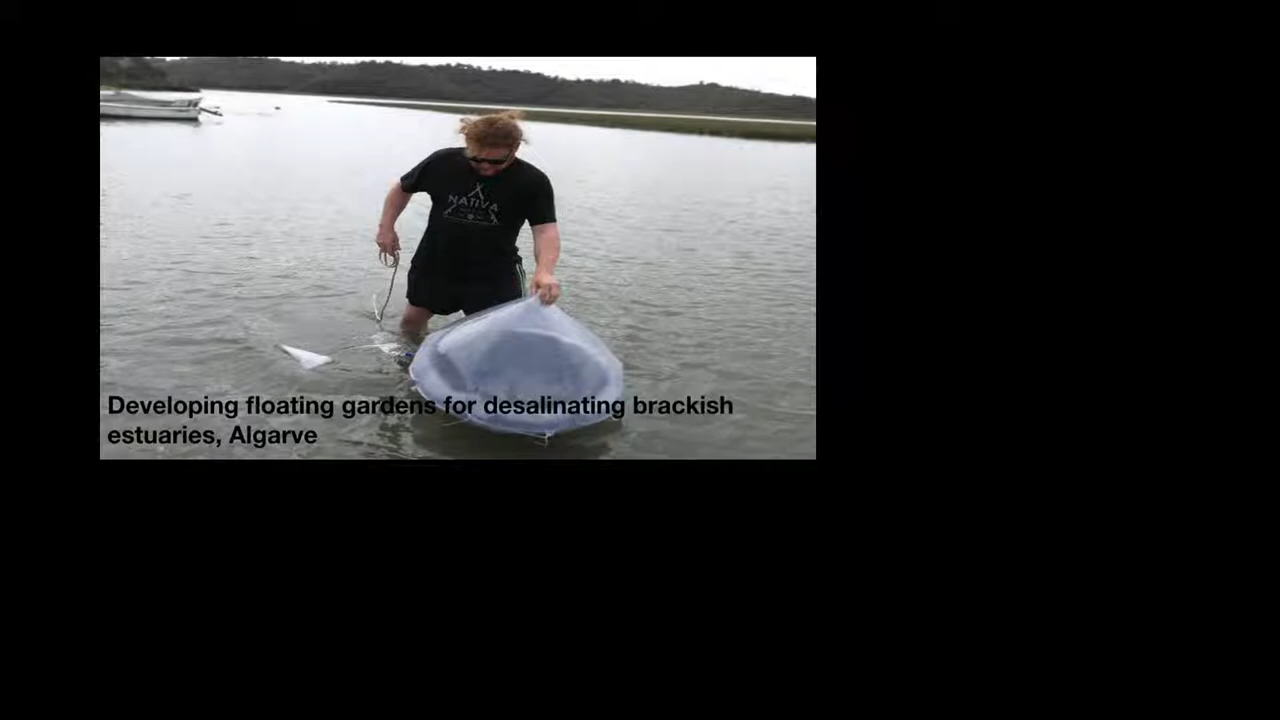 NATIVA
Developing floating gardens for desalinating brackish
estuaries, Algarve